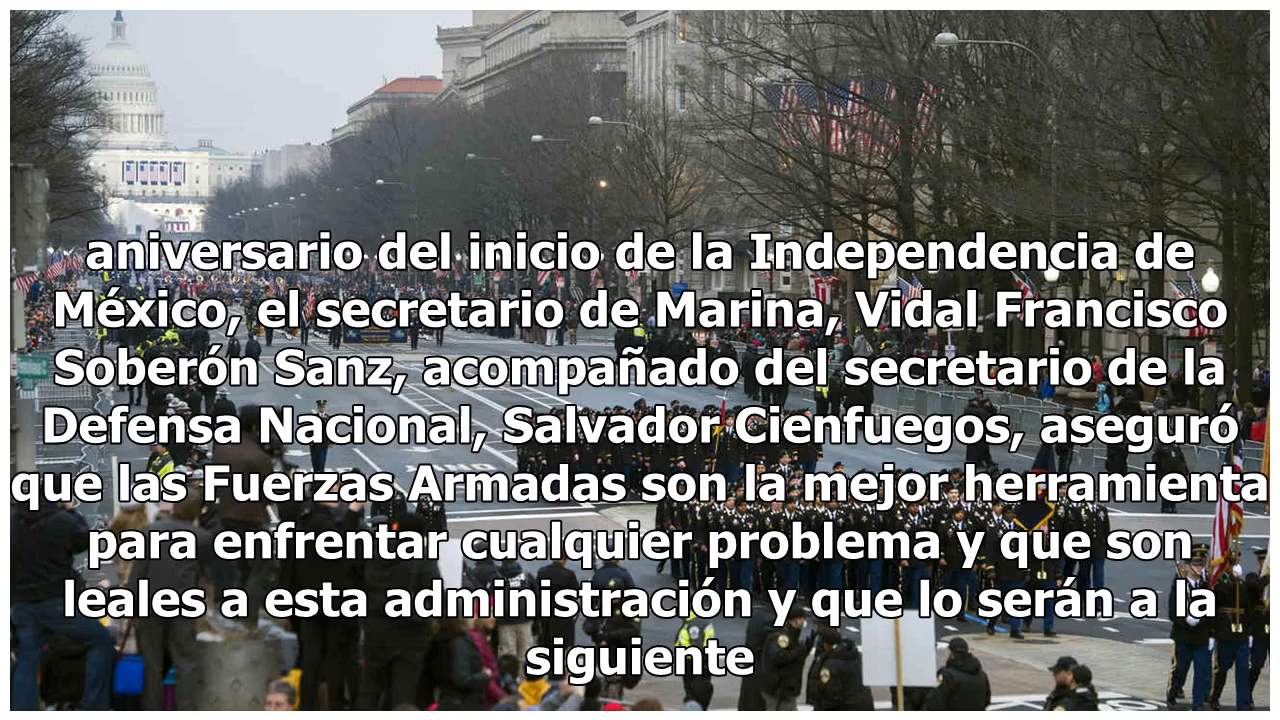 aniversario del inicio de la Independencia de
México, el secretario de Marina, Vidal Francisco
Soberón Sanz, acompañado del secretario de la
Defensa Nacional, Salvador Cienfuegos, aseguró
que las Fuerzas Armadas son la mejor herramienta
para enfrentar cualquier problema y que son
leales a esta administración y que lo serán a la
siguiente